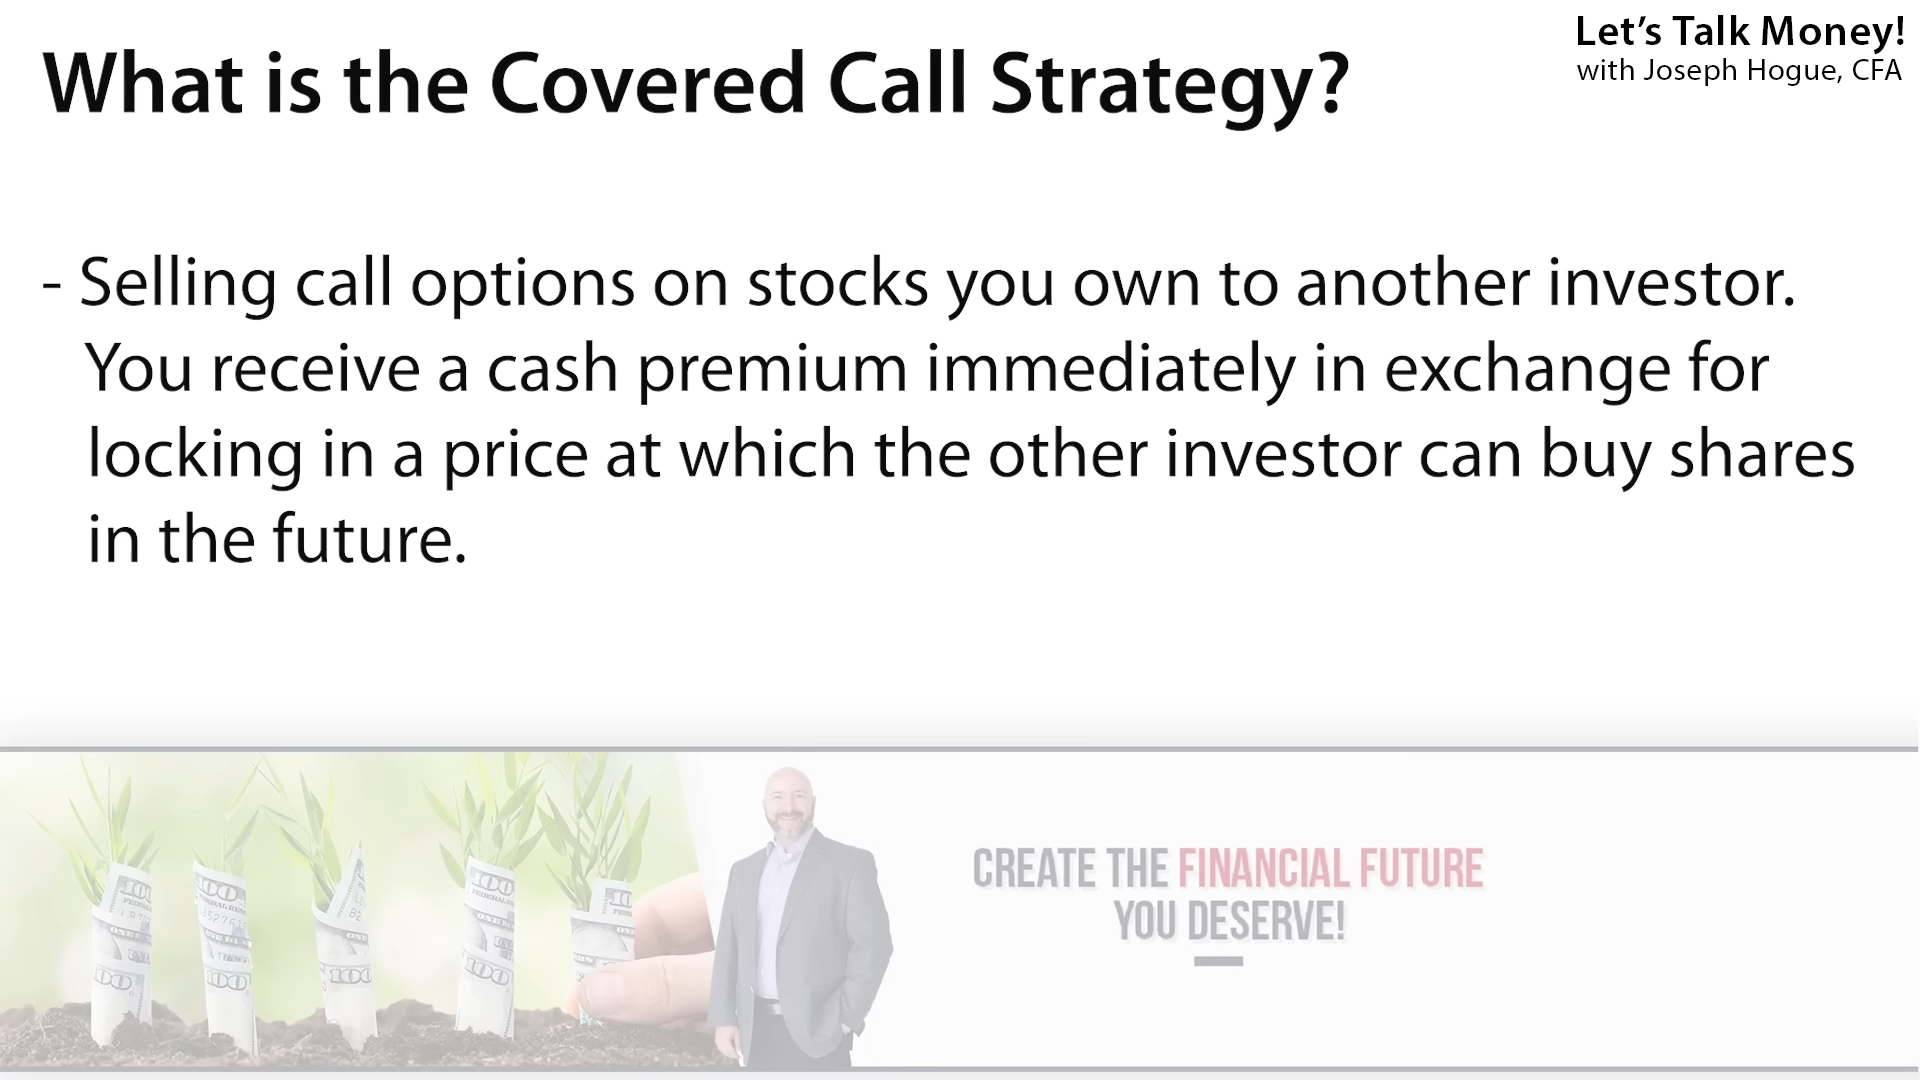 What is the Covered Call Strategy?
Let's Talk Money!
with Joseph Hogue, CFA
- Selling call options on stocks you own to another investor.
You receive a cash premium immediately in exchange for
locking in a price at which the other investor can buy shares
in the future.
CREATE THE FINANCIAL FUTURE
YOU DESERVE!